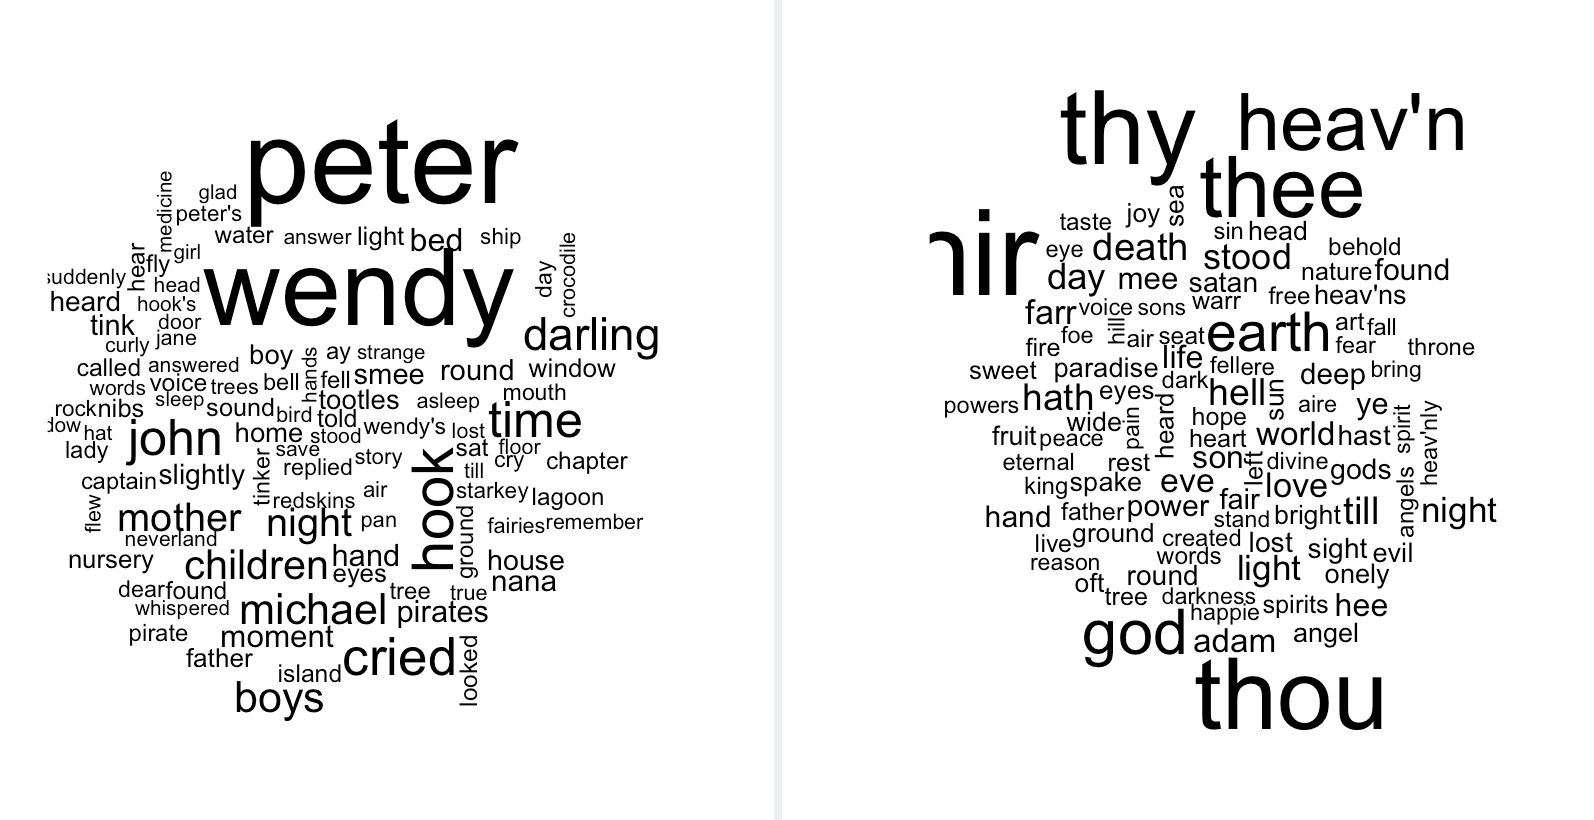 peter
glad
medicine
peter's
water answer light bed ship
hear
fly girl
wendy
day
crocodile
suddenly
head
heard hook's
tink door
darling
curly jane
called answered boy hands ay strange
words voice trees bell fell smee round window
sleep tootles asleep mouth
rock nibs sound bird told
time
hat
john home stood wendy's lost
lady save sat floor
captain slightly tinker replied story till cry chapter
hook
redskins air starkey lagoon
flew mother night pan ground fairies remember
neverland
nursery children hand house
eyes nana
dear found tree true
whispered michael pirates
pirate moment
father cried looked
island
boys
thy heav'n
thee
sea
taste joy
sin head
eye death stood behold
day mee satan nature found
farr voice sons warr free heav'ns
foe hill air seat earth art fall
fire fear throne
life
sweet paradise fell ere deep bring
dark
powers hath eyes hell sun aire ye
wide pain heard hope spirit heav'nly
fruit peace heart world hast
eternal rest son left divine gods
king spake eve love angels
hand father power fair bright till night
stand
live ground created lost sight evil
reason words
oft round light onely
tree darkness
happie spirits hee
god adam angel
thou